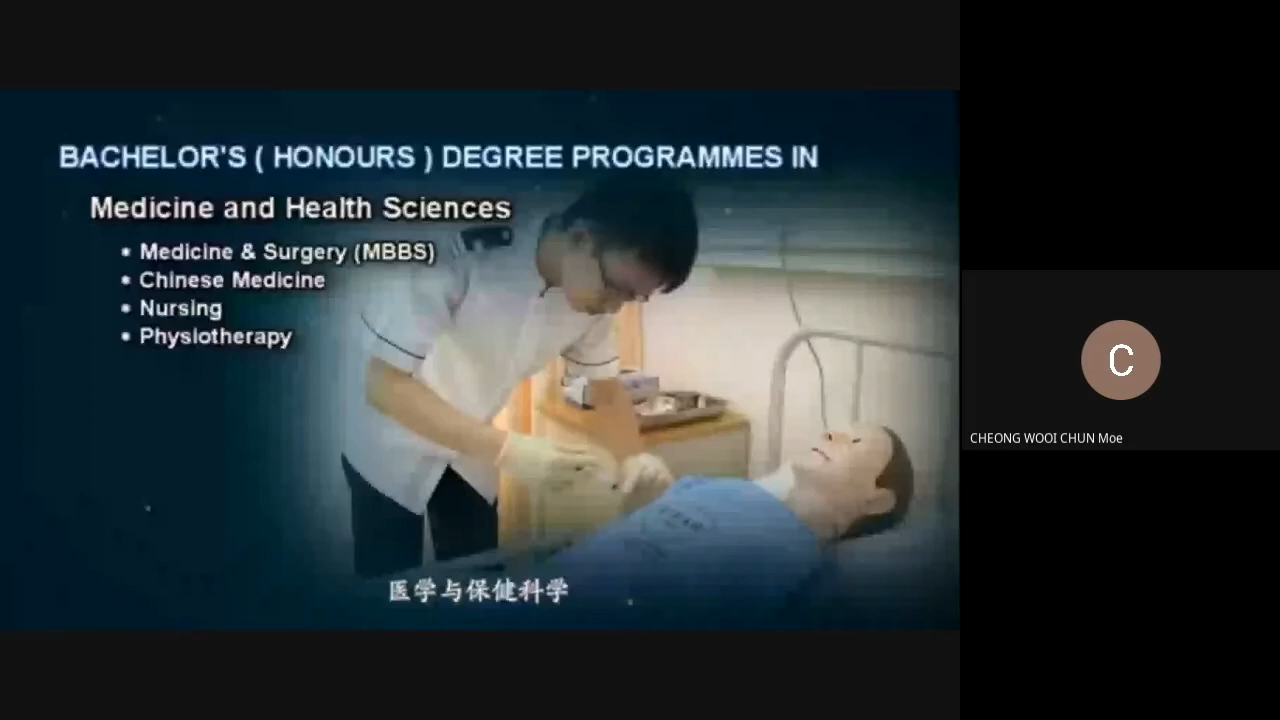 BACHELOR'S ( HONOURS ) DEGREE PROGRAMMES IN
Medicine and Health Sciences
• Medicine & Surgery (MBBS)
• Chinese Medicine
• Nursing
• Physiotherapy
医学与保健科学
C
CHEONG WOOI CHUN Moe